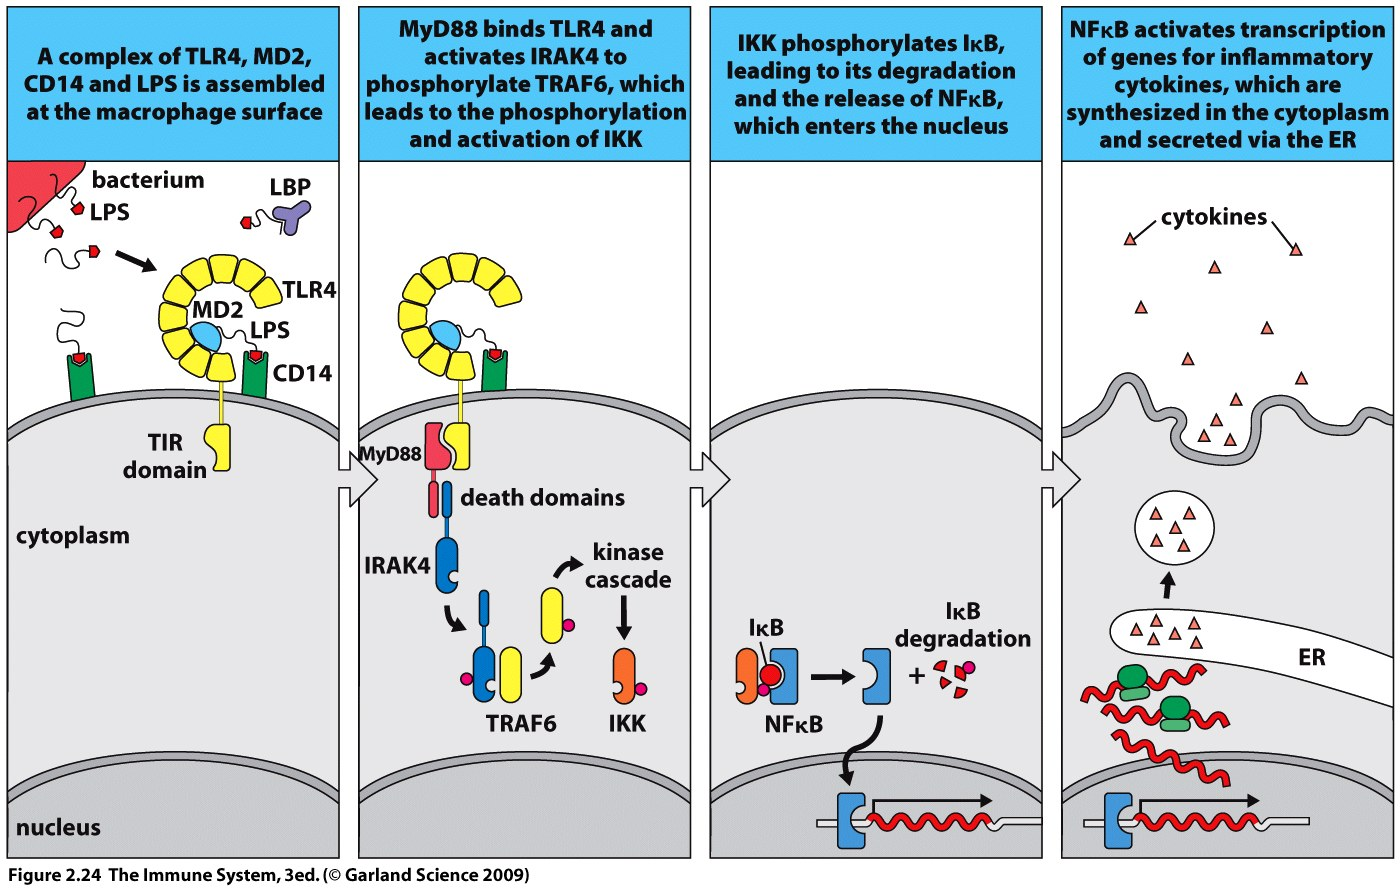 A complex of TLR4, MD2,
CD14 and LPS is assembled
at the macrophage surface
MyD88 binds TLR4 and
activates IRAK4 to
phosphorylate TRAF6, which
leads to the phosphorylation
and activation of IKK
IKK phosphorylates IκB,
leading to its degradation
and the release of NFκB,
which enters the nucleus
NFκB activates transcription
of genes for inflammatory
cytokines, which are
synthesized in the cytoplasm
and secreted via the ER
bacterium
LPS
LBP
TLR4
MD2
LPS
CD14
TIR
domain
cytoplasm
nucleus
MyD88
death domains
IRAK4
kinase
cascade
TRAF6
IKK
IκB
NFκB
IκB
degradation
+
cytokines
ER
Figure 2.24 The Immune System, 3ed. (© Garland Science 2009)